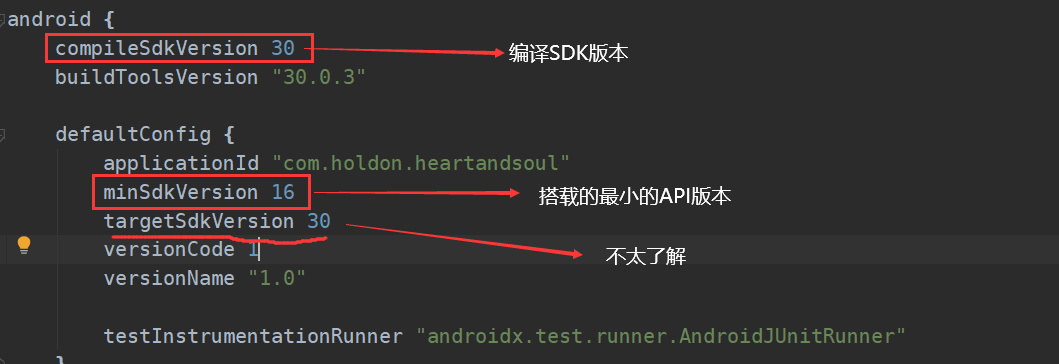 android {
compileSdkVersion 30
编译SDK版本
buildToolsVersion "30.0.3"
defaultConfig {
applicationId "com.holdon.heartandsoul"
minSdkVersion 16
搭载的最小的API版本
targetSdkVersion 30
versionCode 1
不太了解
versionName "1.0"
testInstrumentationRunner "androidx.test.runner.AndroidJUnitRunner"
}